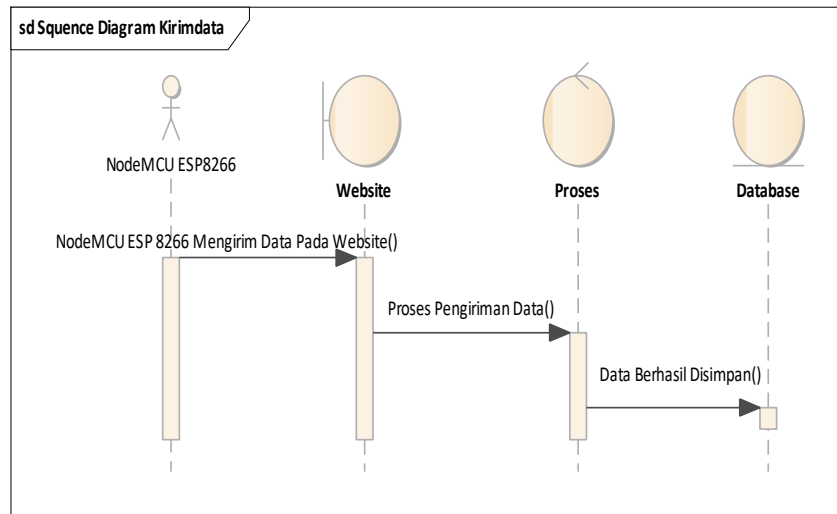 sd Squence Diagram Kirimdata
NodeMCU ESP8266
Website
Proses
Database
NodeMCU ESP 8266 Mengirim Data Pada Website()
Proses Pengiriman Data()
Data Berhasil Disimpan()